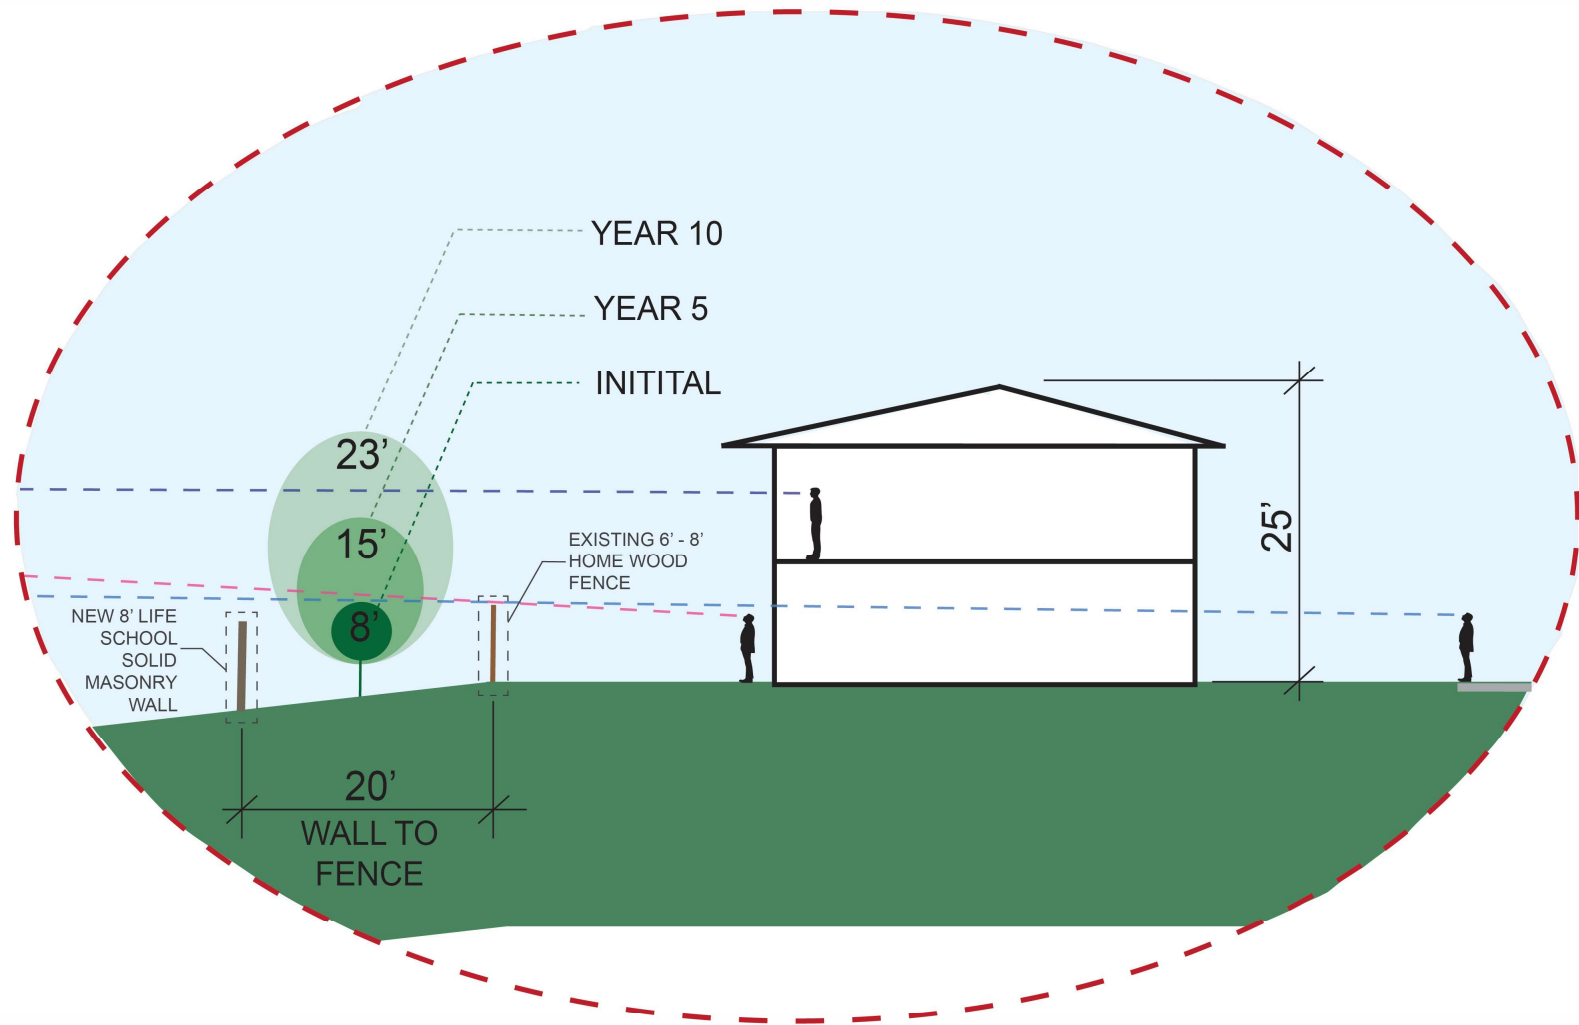 YEAR 10
YEAR 5
INITITAL
23’
15’
8’
EXISTING 6’ - 8’
HOME WOOD
FENCE
25’
NEW 8’ LIFE
SCHOOL
SOLID
MASONRY
WALL
20’
WALL TO
FENCE